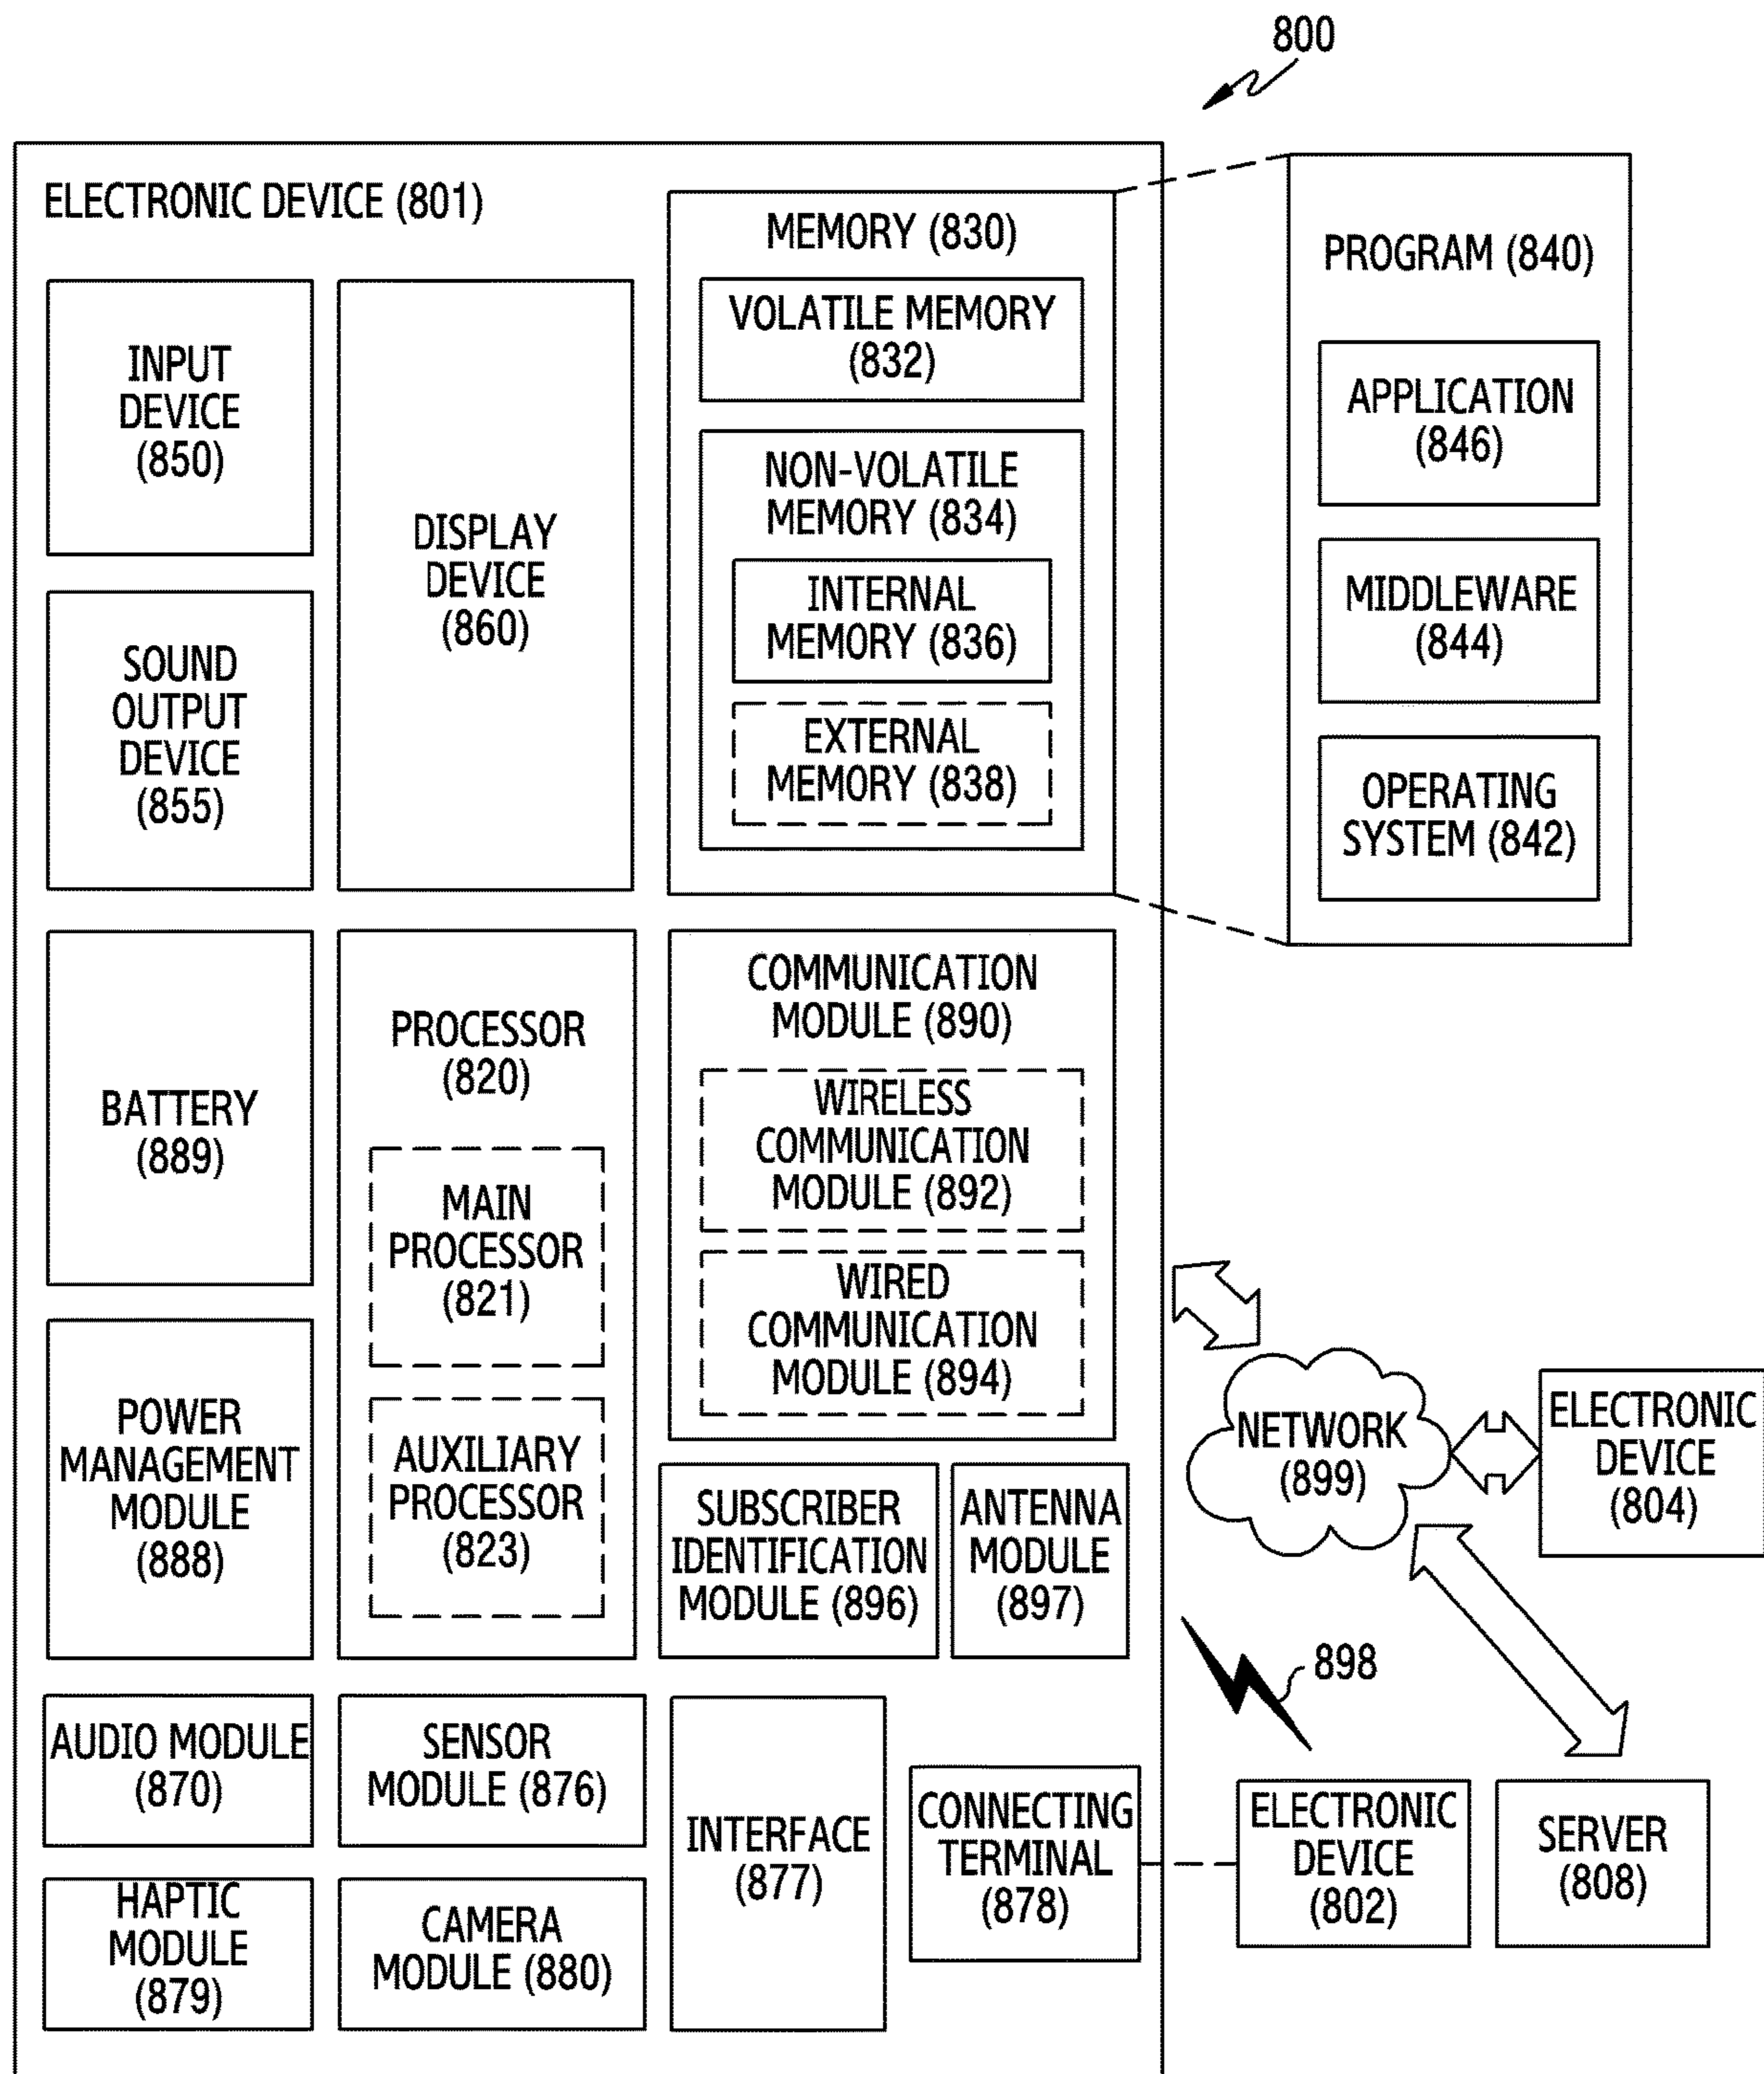 800
ELECTRONIC DEVICE (801)
INPUT
DEVICE
(850)
SOUND
OUTPUT
DEVICE
(855)
DISPLAY
DEVICE
(860)
MEMORY (830)
VOLATILE MEMORY
(832)
NON-VOLATILE
MEMORY (834)
INTERNAL
MEMORY (836)
EXTERNAL
MEMORY (838)
PROGRAM (840)
APPLICATION
(846)
MIDDLEWARE
(844)
OPERATING
SYSTEM (842)
BATTERY
(889)
POWER
MANAGEMENT
MODULE
(888)
PROCESSOR
(820)
MAIN
PROCESSOR
(821)
AUXILIARY
PROCESSOR
(823)
COMMUNICATION
MODULE (890)
WIRELESS
COMMUNICATION
MODULE (892)
WIRED
COMMUNICATION
MODULE (894)
SUBSCRIBER
IDENTIFICATION
MODULE (896)
ANTENNA
MODULE
(897)
NETWORK
(899)
ELECTRONIC
DEVICE
(804)
898
AUDIO MODULE
(870)
SENSOR
MODULE (876)
HAPTIC
MODULE
(879)
CAMERA
MODULE (880)
INTERFACE
(877)
CONNECTING
TERMINAL
(878)
ELECTRONIC
DEVICE
(802)
SERVER
(808)